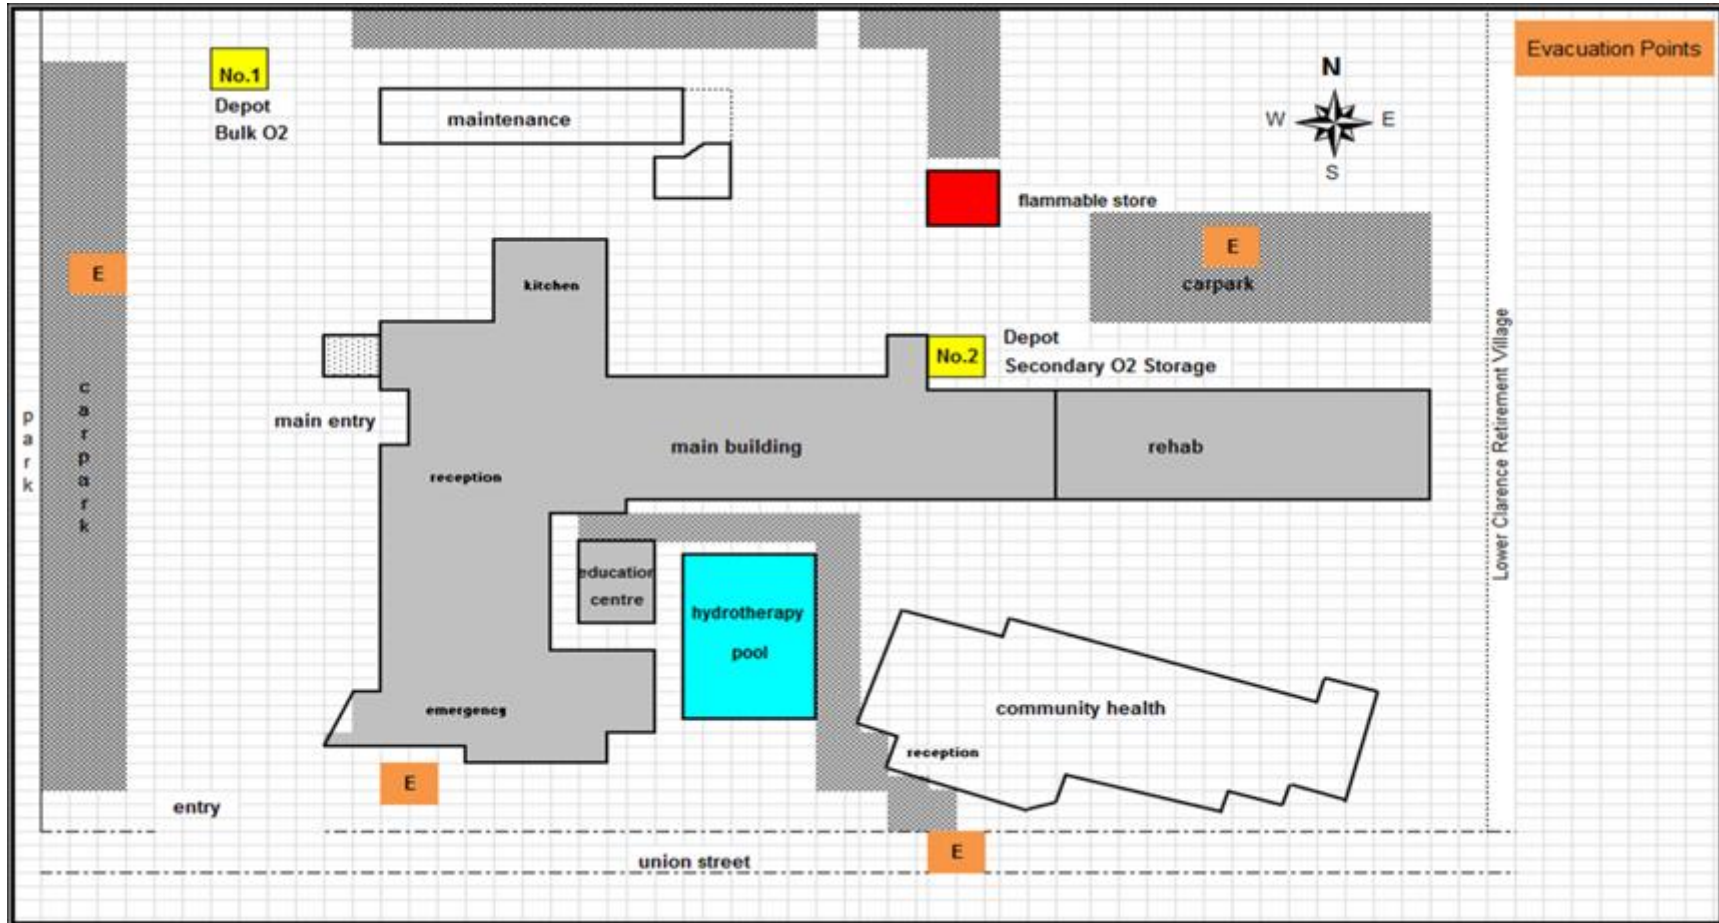 Evacuation Points
N
W
E
S
No.1
Depot
Bulk O2
maintenance
flammable store
E
carpark
E
kitchen
No.2
Depot
Secondary O2 Storage
park
carpark
main entry
reception
main building
rehab
Lower Clarence Retirement Village
education
centre
hydrotherapy
pool
emergency
community health
reception
E
entry
union street
E